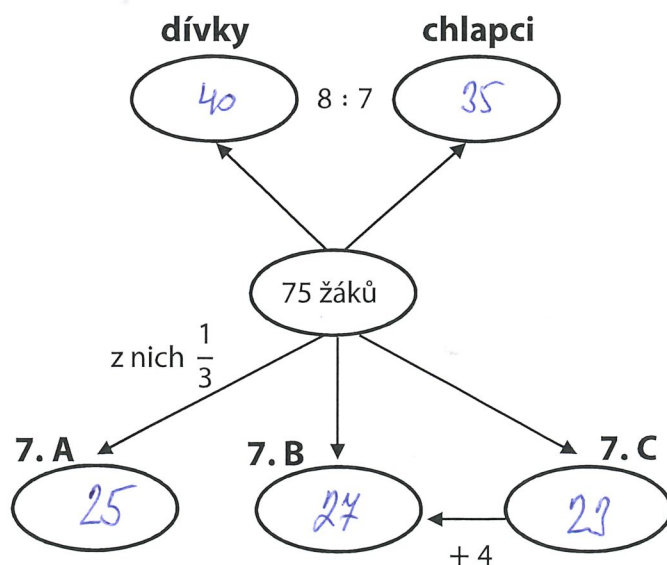 dívky chlapci
40 8 : 7 35
75 žáků
z nich 1/3
7. A 7. B 7. C
25 27 23
+ 4